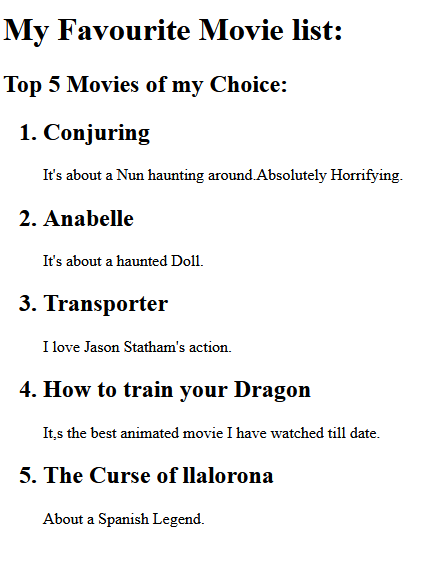 My Favourite Movie list:
Top 5 Movies of my Choice:
1. Conjuring
It's about a Nun haunting around.Absolutely Horrifying.
2. Anabelle
It's about a haunted Doll.
3. Transporter
I love Jason Statham's action.
4. How to train your Dragon
It,s the best animated movie I have watched till date.
5. The Curse of llalorona
About a Spanish Legend.